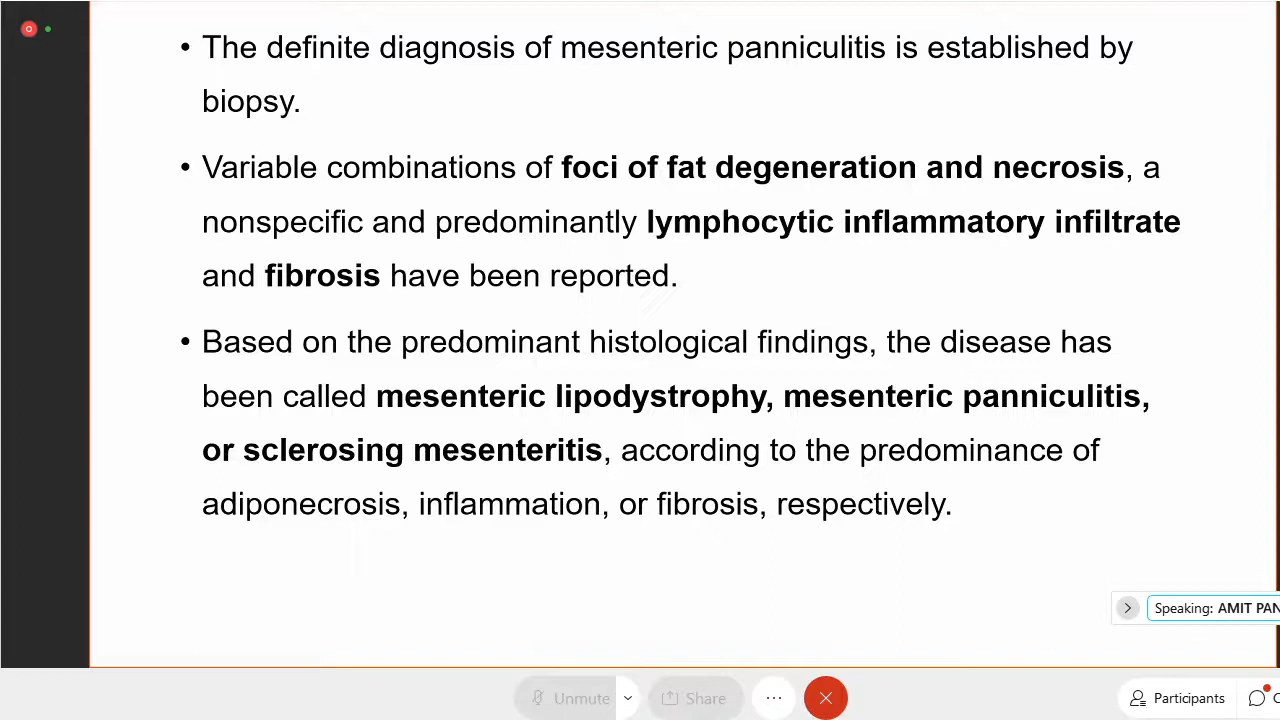 • The definite diagnosis of mesenteric panniculitis is established by
biopsy.
• Variable combinations of foci of fat degeneration and necrosis, a
nonspecific and predominantly lymphocytic inflammatory infiltrate
and fibrosis have been reported.
• Based on the predominant histological findings, the disease has
been called mesenteric lipodystrophy, mesenteric panniculitis,
or sclerosing mesenteritis, according to the predominance of
adiponecrosis, inflammation, or fibrosis, respectively.
Speaking: AMIT PAN
Unmute
Share
Participants